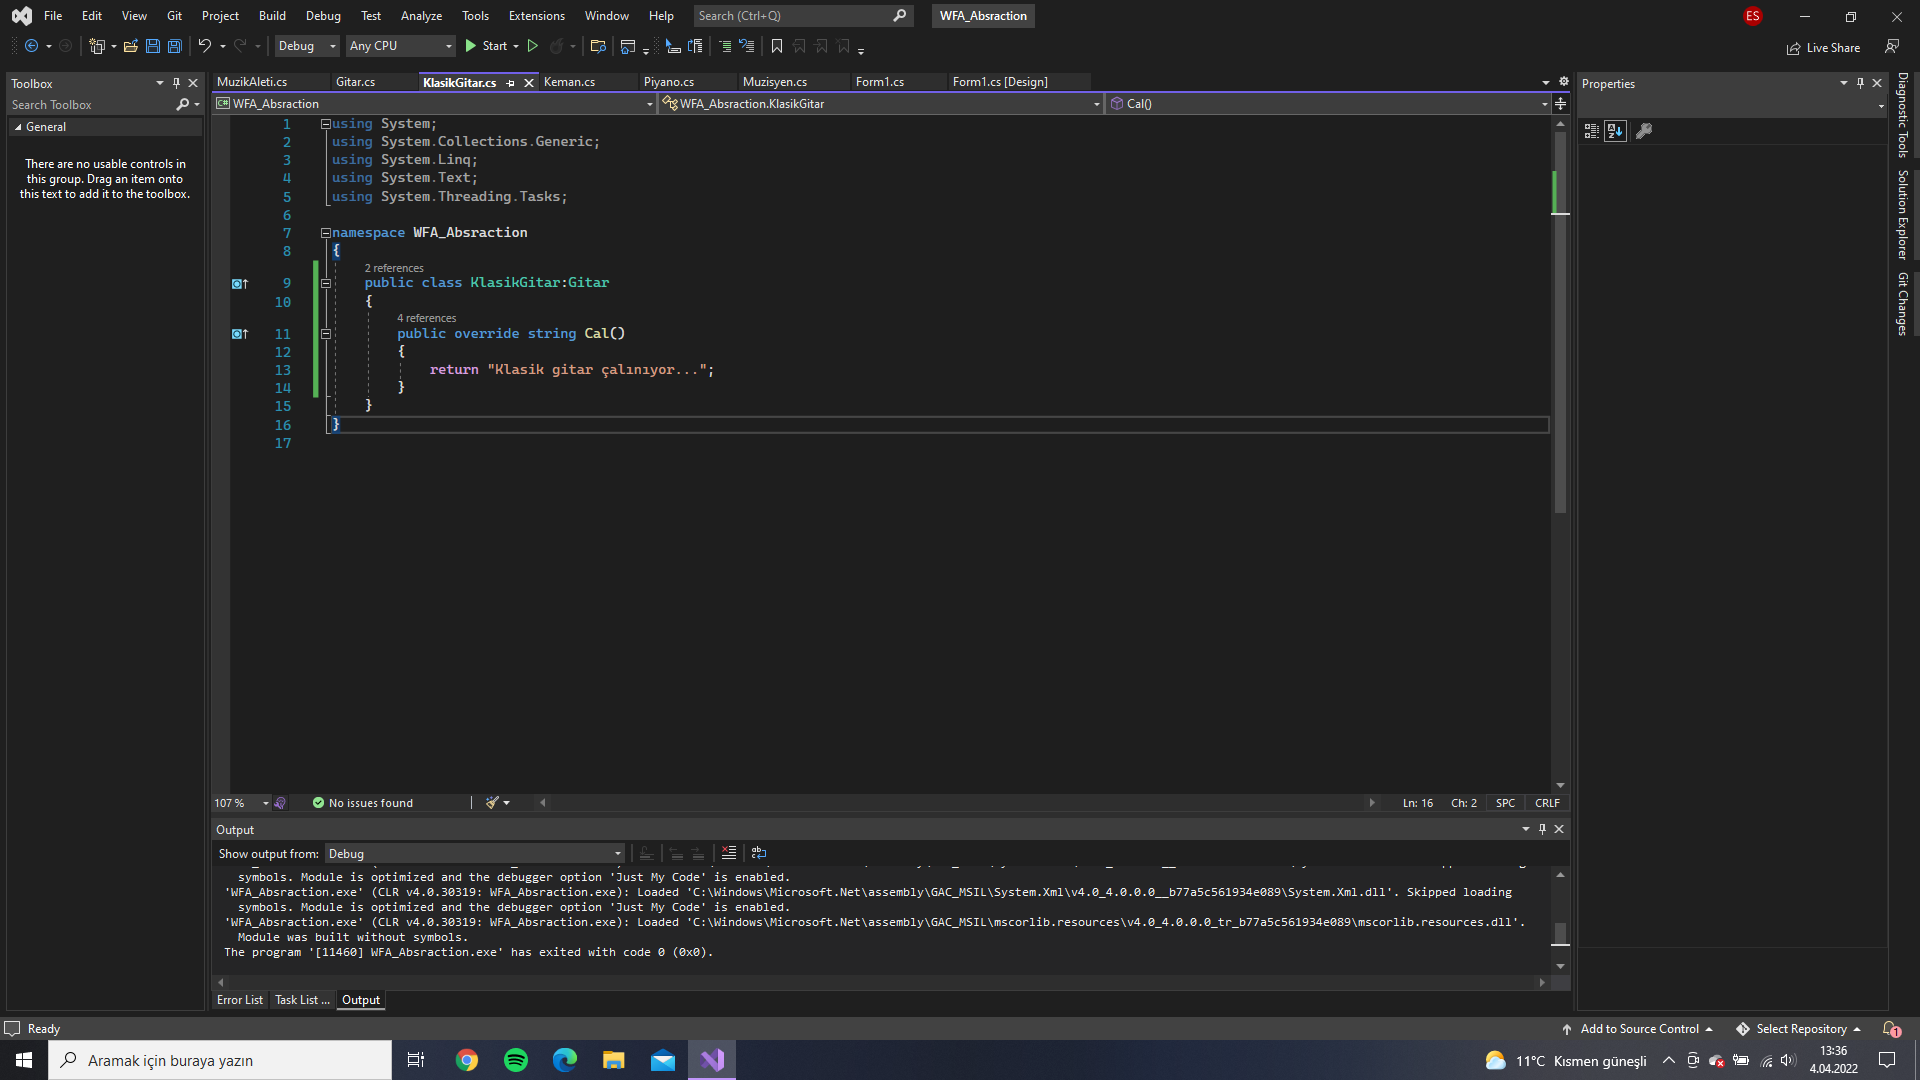 File Edit View Git Project Build Debug Test Analyze Tools Extensions Window Help Search (Ctrl+Q) WFA_Absraction ES
Debug Any CPU Start Live Share
Toolbox
Search Toolbox
General
There are no usable controls in
this group. Drag an item onto
this text to add it to the toolbox.
MuzikAleti.cs Gitar.cs KlasikGitar.cs Keman.cs Piyano.cs Muzisyen.cs Form1.cs Form1.cs [Design]
C# WFA_Absraction WFA_Absraction.KlasikGitar Cal()
1 using System;
2 using System.Collections.Generic;
3 using System.Linq;
4 using System.Text;
5 using System.Threading.Tasks;
6
7 namespace WFA_Absraction
8 {
2 references
9 public class KlasikGitar:Gitar
10 {
4 references
11 public override string Cal()
12 {
13 return "Klasik gitar çalınıyor...";
14 }
15 }
16 }
17
107 % No issues found Ln: 16 Ch: 2 SPC CRLF
Output
Show output from: Debug
symbols. Module is optimized and the debugger option 'Just My Code' is enabled.
'WFA_Absraction.exe' (CLR v4.0.30319: WFA_Absraction.exe): Loaded 'C:\Windows\Microsoft.Net\assembly\GAC_MSIL\System.Xml\v4.0_4.0.0.0__b77a5c561934e089\System.Xml.dll'. Skipped loading
symbols. Module is optimized and the debugger option 'Just My Code' is enabled.
'WFA_Absraction.exe' (CLR v4.0.30319: WFA_Absraction.exe): Loaded 'C:\Windows\Microsoft.Net\assembly\GAC_MSIL\mscorlib.resources\v4.0_4.0.0.0_tr_b77a5c561934e089\mscorlib.resources.dll'.
Module was built without symbols.
The program '[11460] WFA_Absraction.exe' has exited with code 0 (0x0).
Error List Task List ... Output
Properties
Diagnostic Tools
Solution Explorer
Git Changes
Ready Add to Source Control Select Repository 1
Aramak için buraya yazın 11°C Kısmen güneşli 13:36
4.04.2022